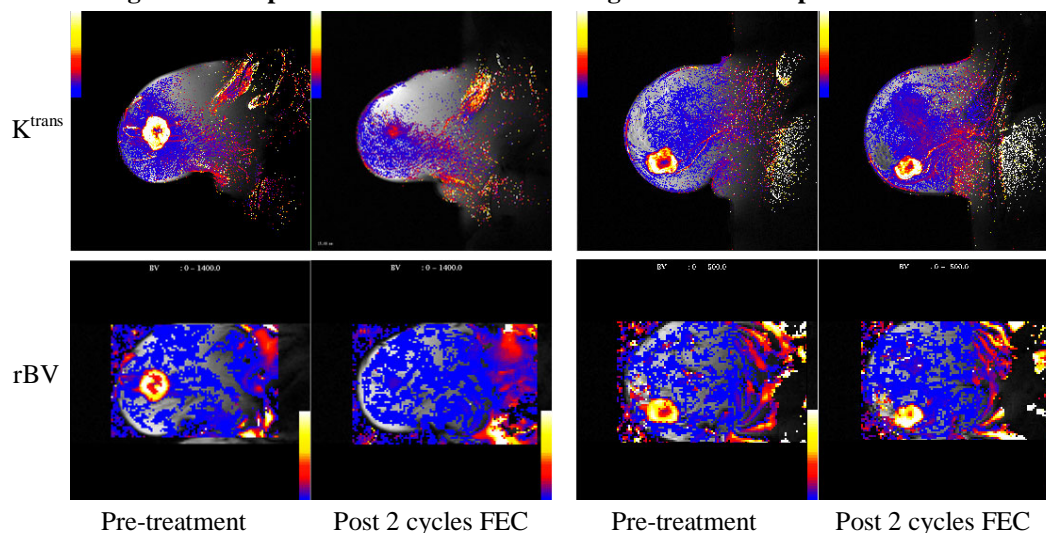 K^trans
BV : 0 – 1400.0 BV : 0 – 1400.0 BV : 0 500.0 BV : 0 – 500.0
rBV
Pre-treatment Post 2 cycles FEC Pre-treatment Post 2 cycles FEC